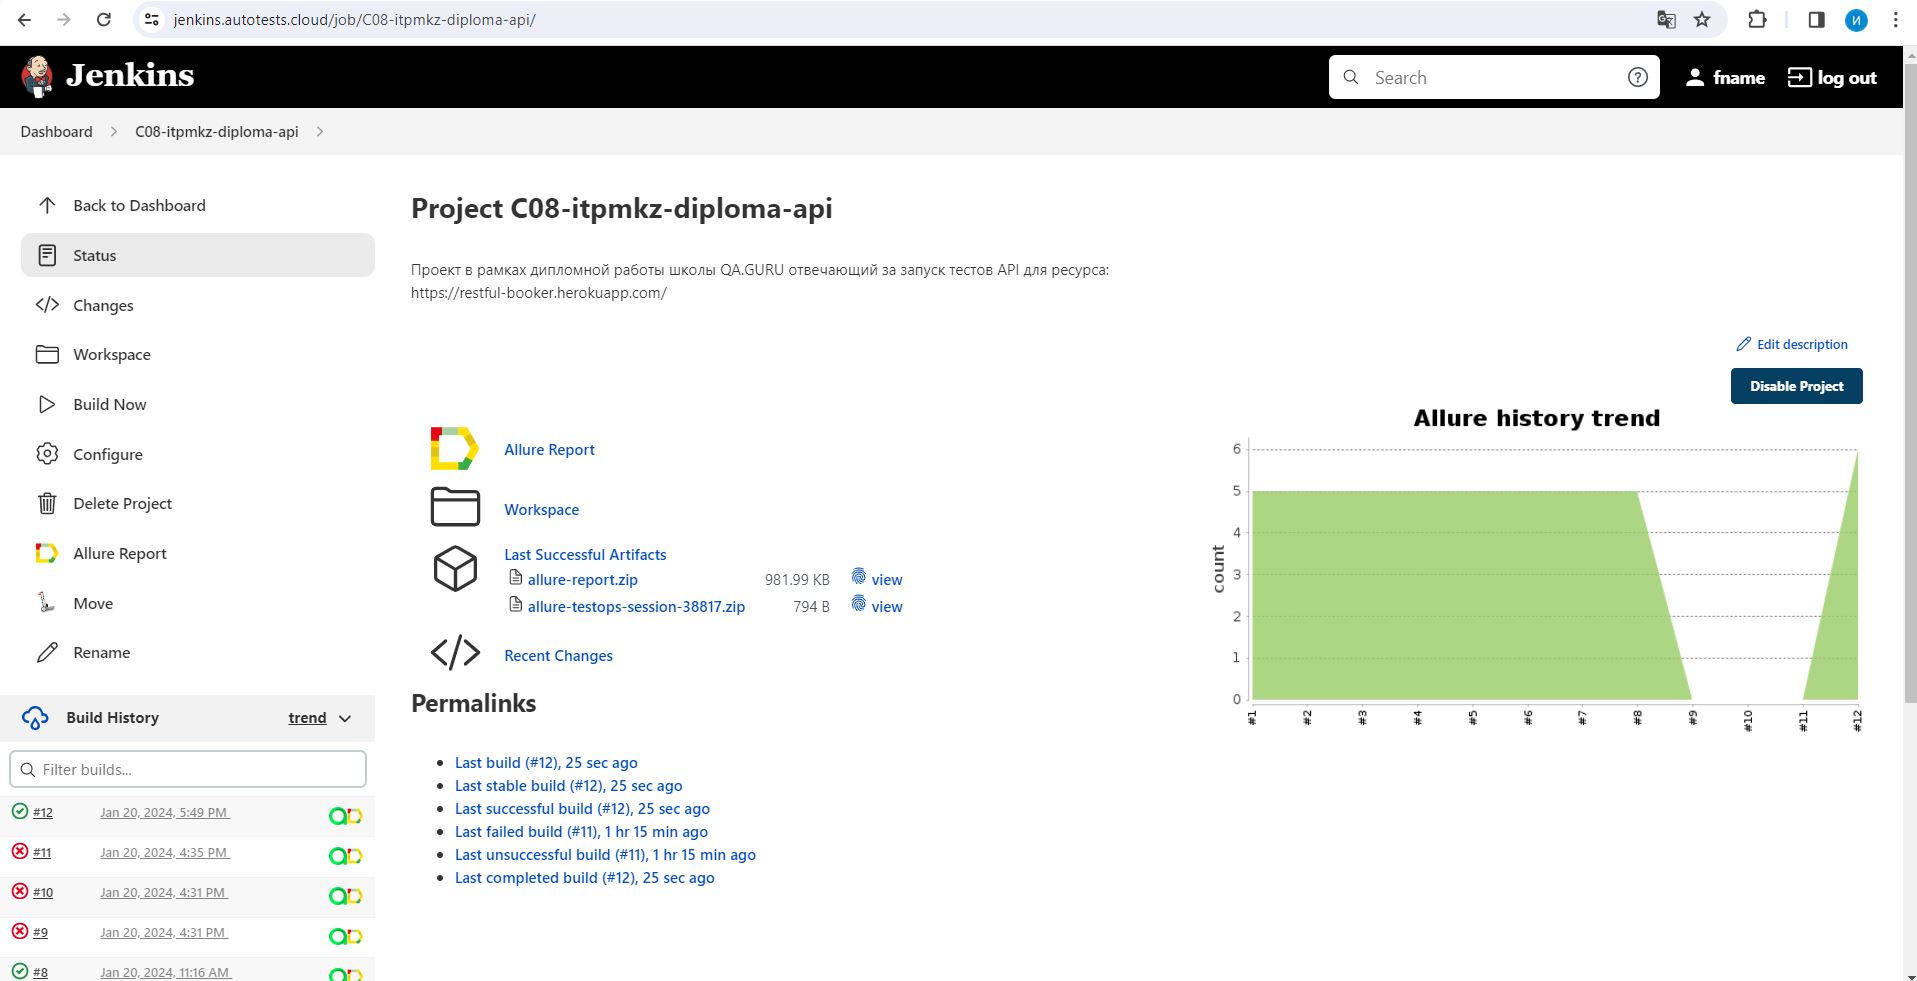 jenkins.autotests.cloud/job/C08-itpmkz-diploma-api/
И
Jenkins
Search
fname
log out
Dashboard
C08-itpmkz-diploma-api
Back to Dashboard
Status
Changes
Workspace
Build Now
Configure
Delete Project
Allure Report
Move
Rename
Build History
trend
Filter builds...
#12 Jan 20, 2024, 5:49 PM
#11 Jan 20, 2024, 4:35 PM
#10 Jan 20, 2024, 4:31 PM
#9 Jan 20, 2024, 4:31 PM
#8 Jan 20, 2024, 11:16 AM
Project C08-itpmkz-diploma-api
Проект в рамках дипломной работы школы QA.GURU отвечающий за запуск тестов API для ресурса:
https://restful-booker.herokuapp.com/
Edit description
Disable Project
Allure Report
Workspace
Last Successful Artifacts
allure-report.zip 981.99 KB view
allure-testops-session-38817.zip 794 B view
Recent Changes
Permalinks
Last build (#12), 25 sec ago
Last stable build (#12), 25 sec ago
Last successful build (#12), 25 sec ago
Last failed build (#11), 1 hr 15 min ago
Last unsuccessful build (#11), 1 hr 15 min ago
Last completed build (#12), 25 sec ago
Allure history trend
count
6
5
4
3
2
1
0
#1 #2 #3 #4 #5 #6 #7 #8 #9 #10 #11 #12